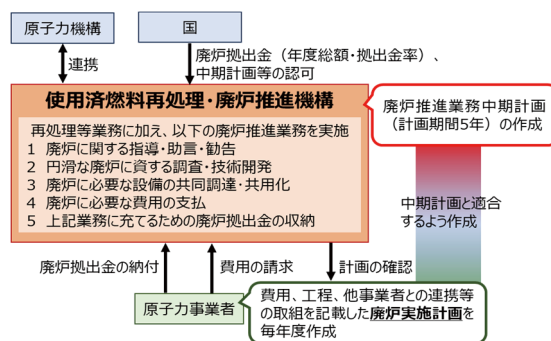 原子力機構
国
連携
廃炉拠出金（年度総額・拠出金率）、
中期計画等の認可
使用済燃料再処理・廃炉推進機構
再処理等業務に加え、以下の廃炉推進業務を実施
1 廃炉に関する指導・助言・勧告
2 円滑な廃炉に資する調査・技術開発
3 廃炉に必要な設備の共同調達・共用化
4 廃炉に必要な費用の支払
5 上記業務に充てるための廃炉拠出金の収納
廃炉推進業務中期計画
（計画期間5年）の作成
中期計画と適合
するよう作成
廃炉拠出金の納付
費用の請求
計画の確認
原子力事業者
費用、工程、他事業者との連携等
の取組を記載した廃炉実施計画を
毎年度作成